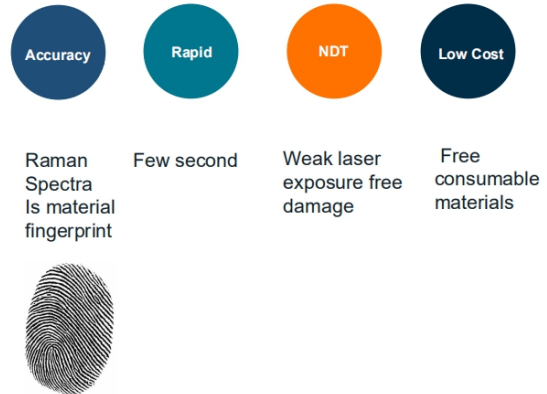 Accuracy
Rapid
NDT
Low Cost
Raman
Spectra
Is material
fingerprint
Few second
Weak laser
exposure free
damage
Free
consumable
materials